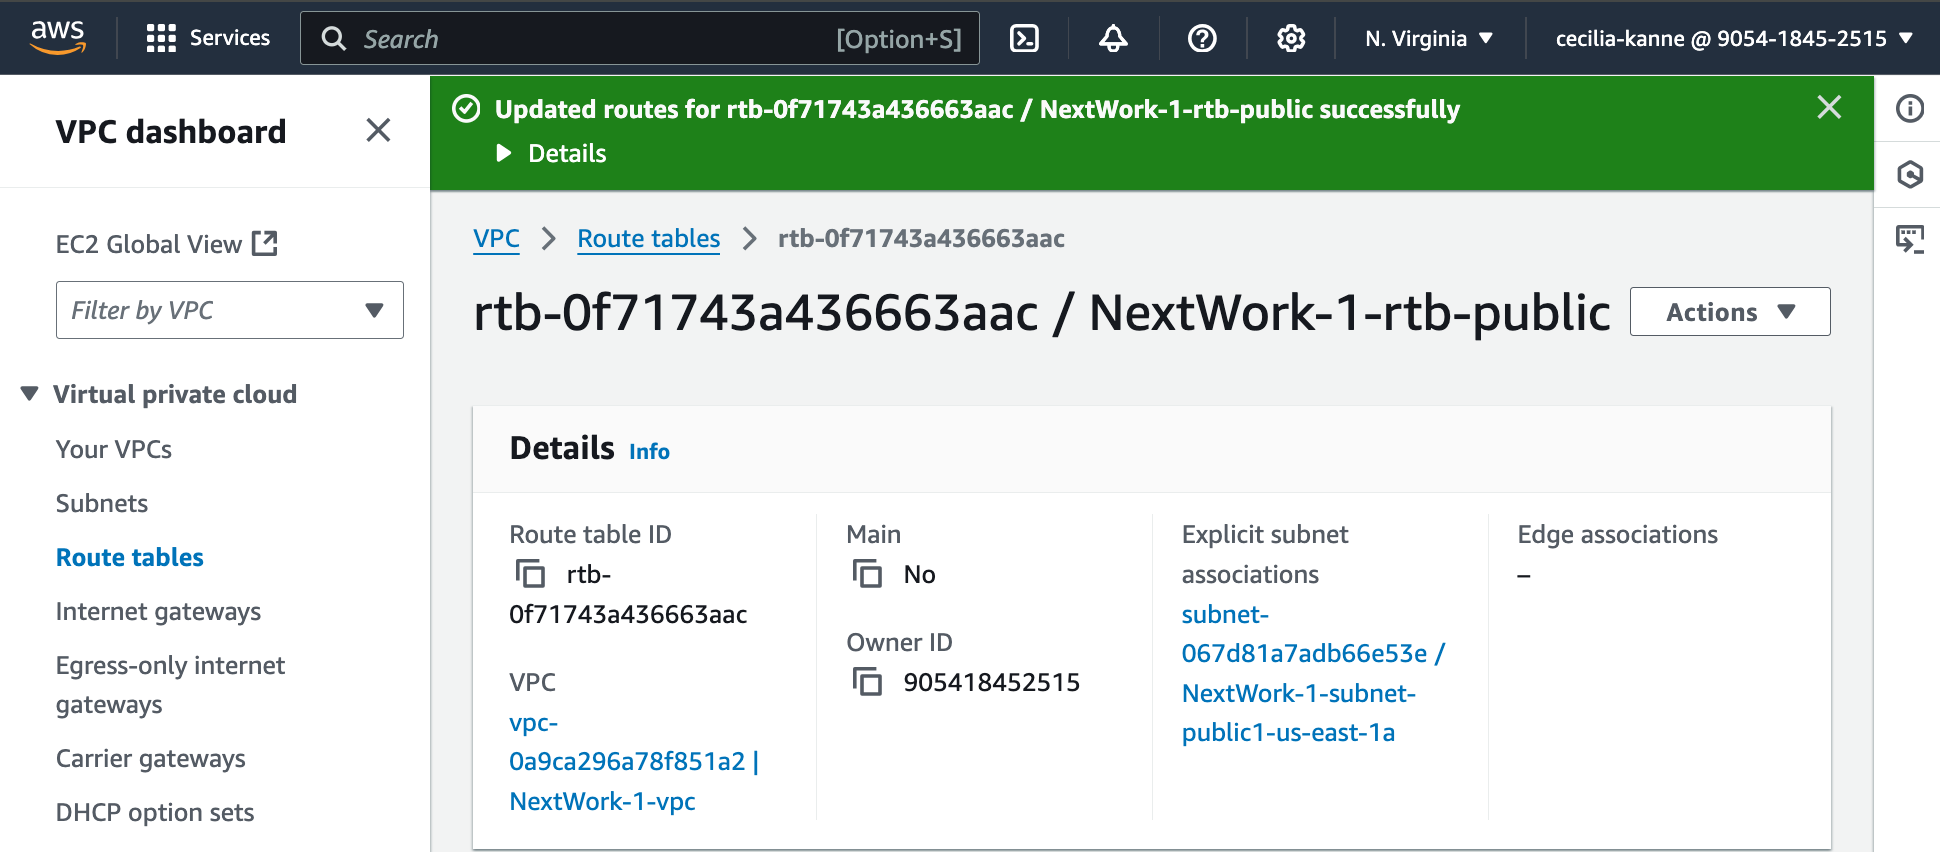 aws
Services
Search
[Option+S]
N. Virginia
cecilia-kanne @ 9054-1845-2515
VPC dashboard
EC2 Global View
Filter by VPC
Virtual private cloud
Your VPCs
Subnets
Route tables
Internet gateways
Egress-only internet
gateways
Carrier gateways
DHCP option sets
Updated routes for rtb-0f71743a436663aac / NextWork-1-rtb-public successfully
Details
VPC
Route tables
rtb-0f71743a436663aac
rtb-0f71743a436663aac / NextWork-1-rtb-public
Actions
Details Info
Route table ID
rtb-
0f71743a436663aac
VPC
vpc-
0a9ca296a78f851a2 |
NextWork-1-vpc
Main
No
Owner ID
905418452515
Explicit subnet
associations
subnet-
067d81a7adb66e53e /
NextWork-1-subnet-
public1-us-east-1a
Edge associations
–